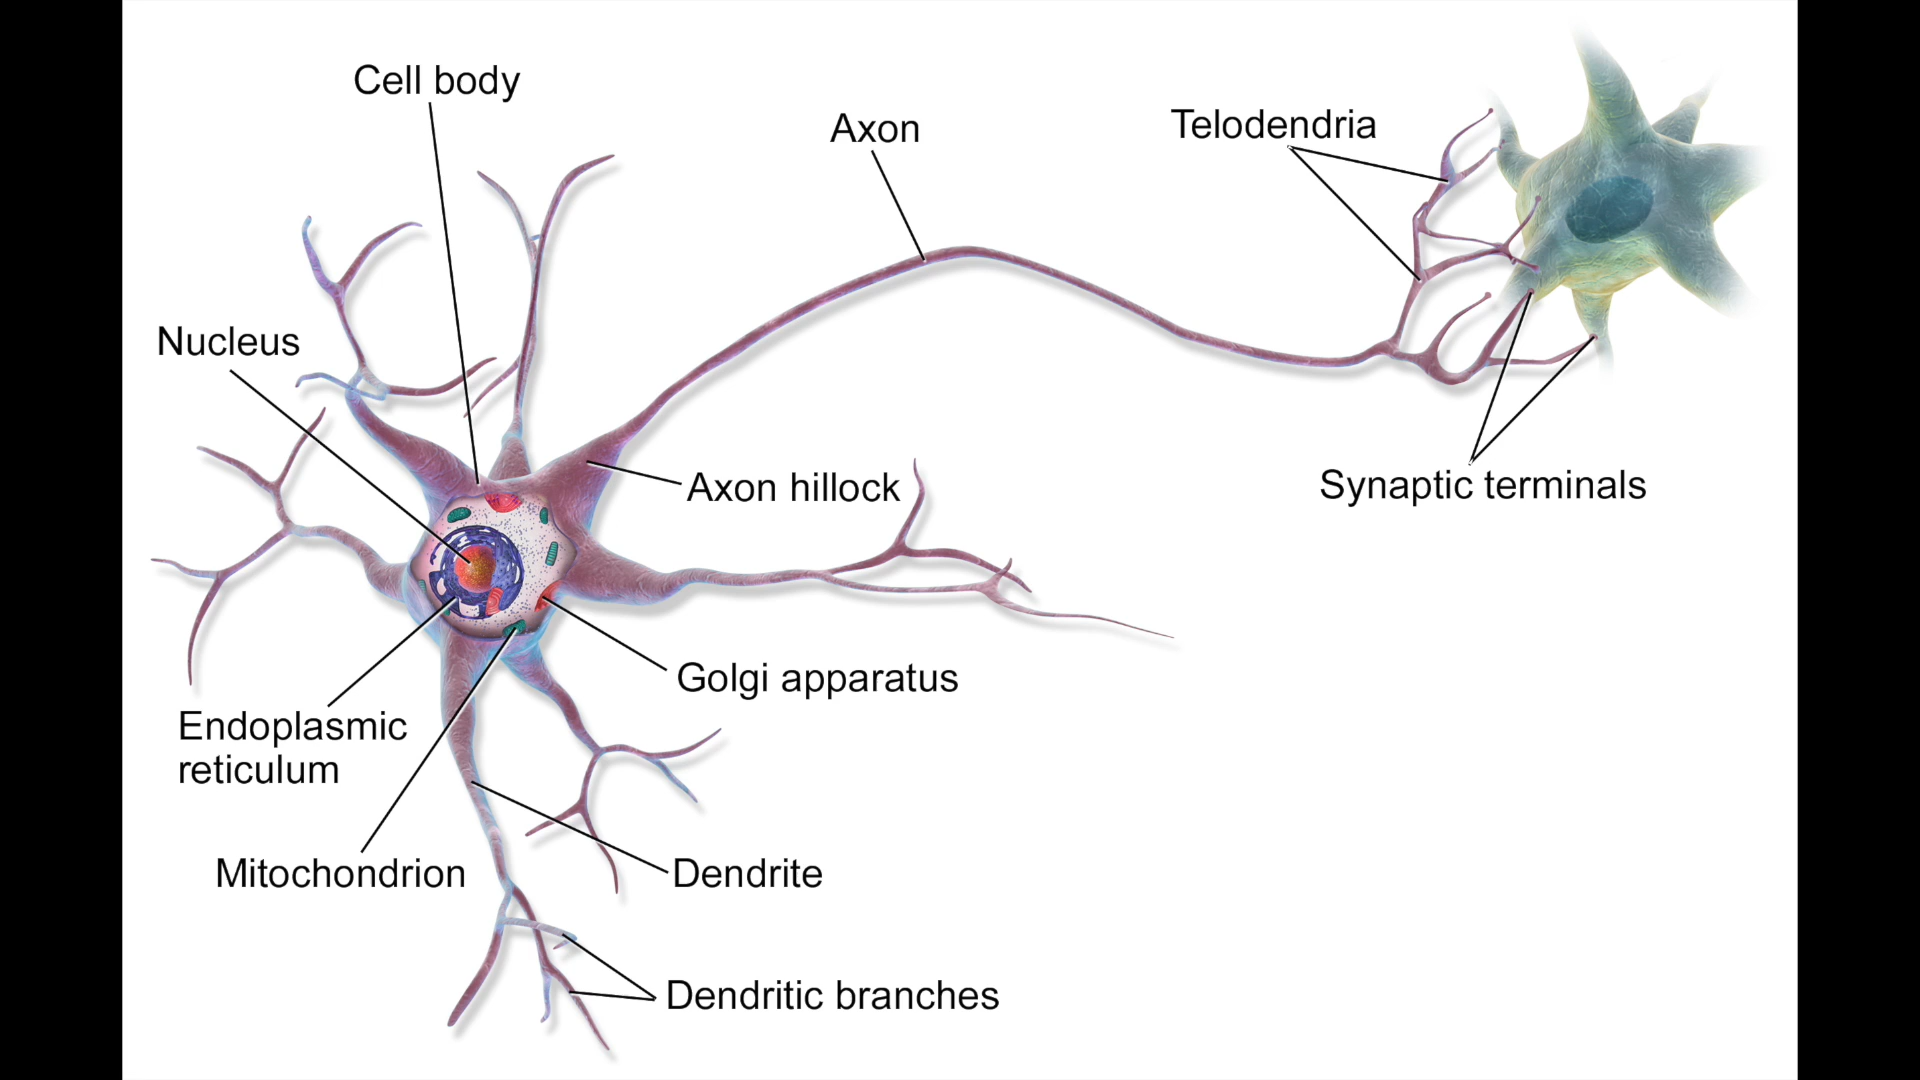 Cell body
Axon
Telodendria
Nucleus
Axon hillock
Synaptic terminals
Golgi apparatus
Endoplasmic
reticulum
Mitochondrion
Dendrite
Dendritic branches